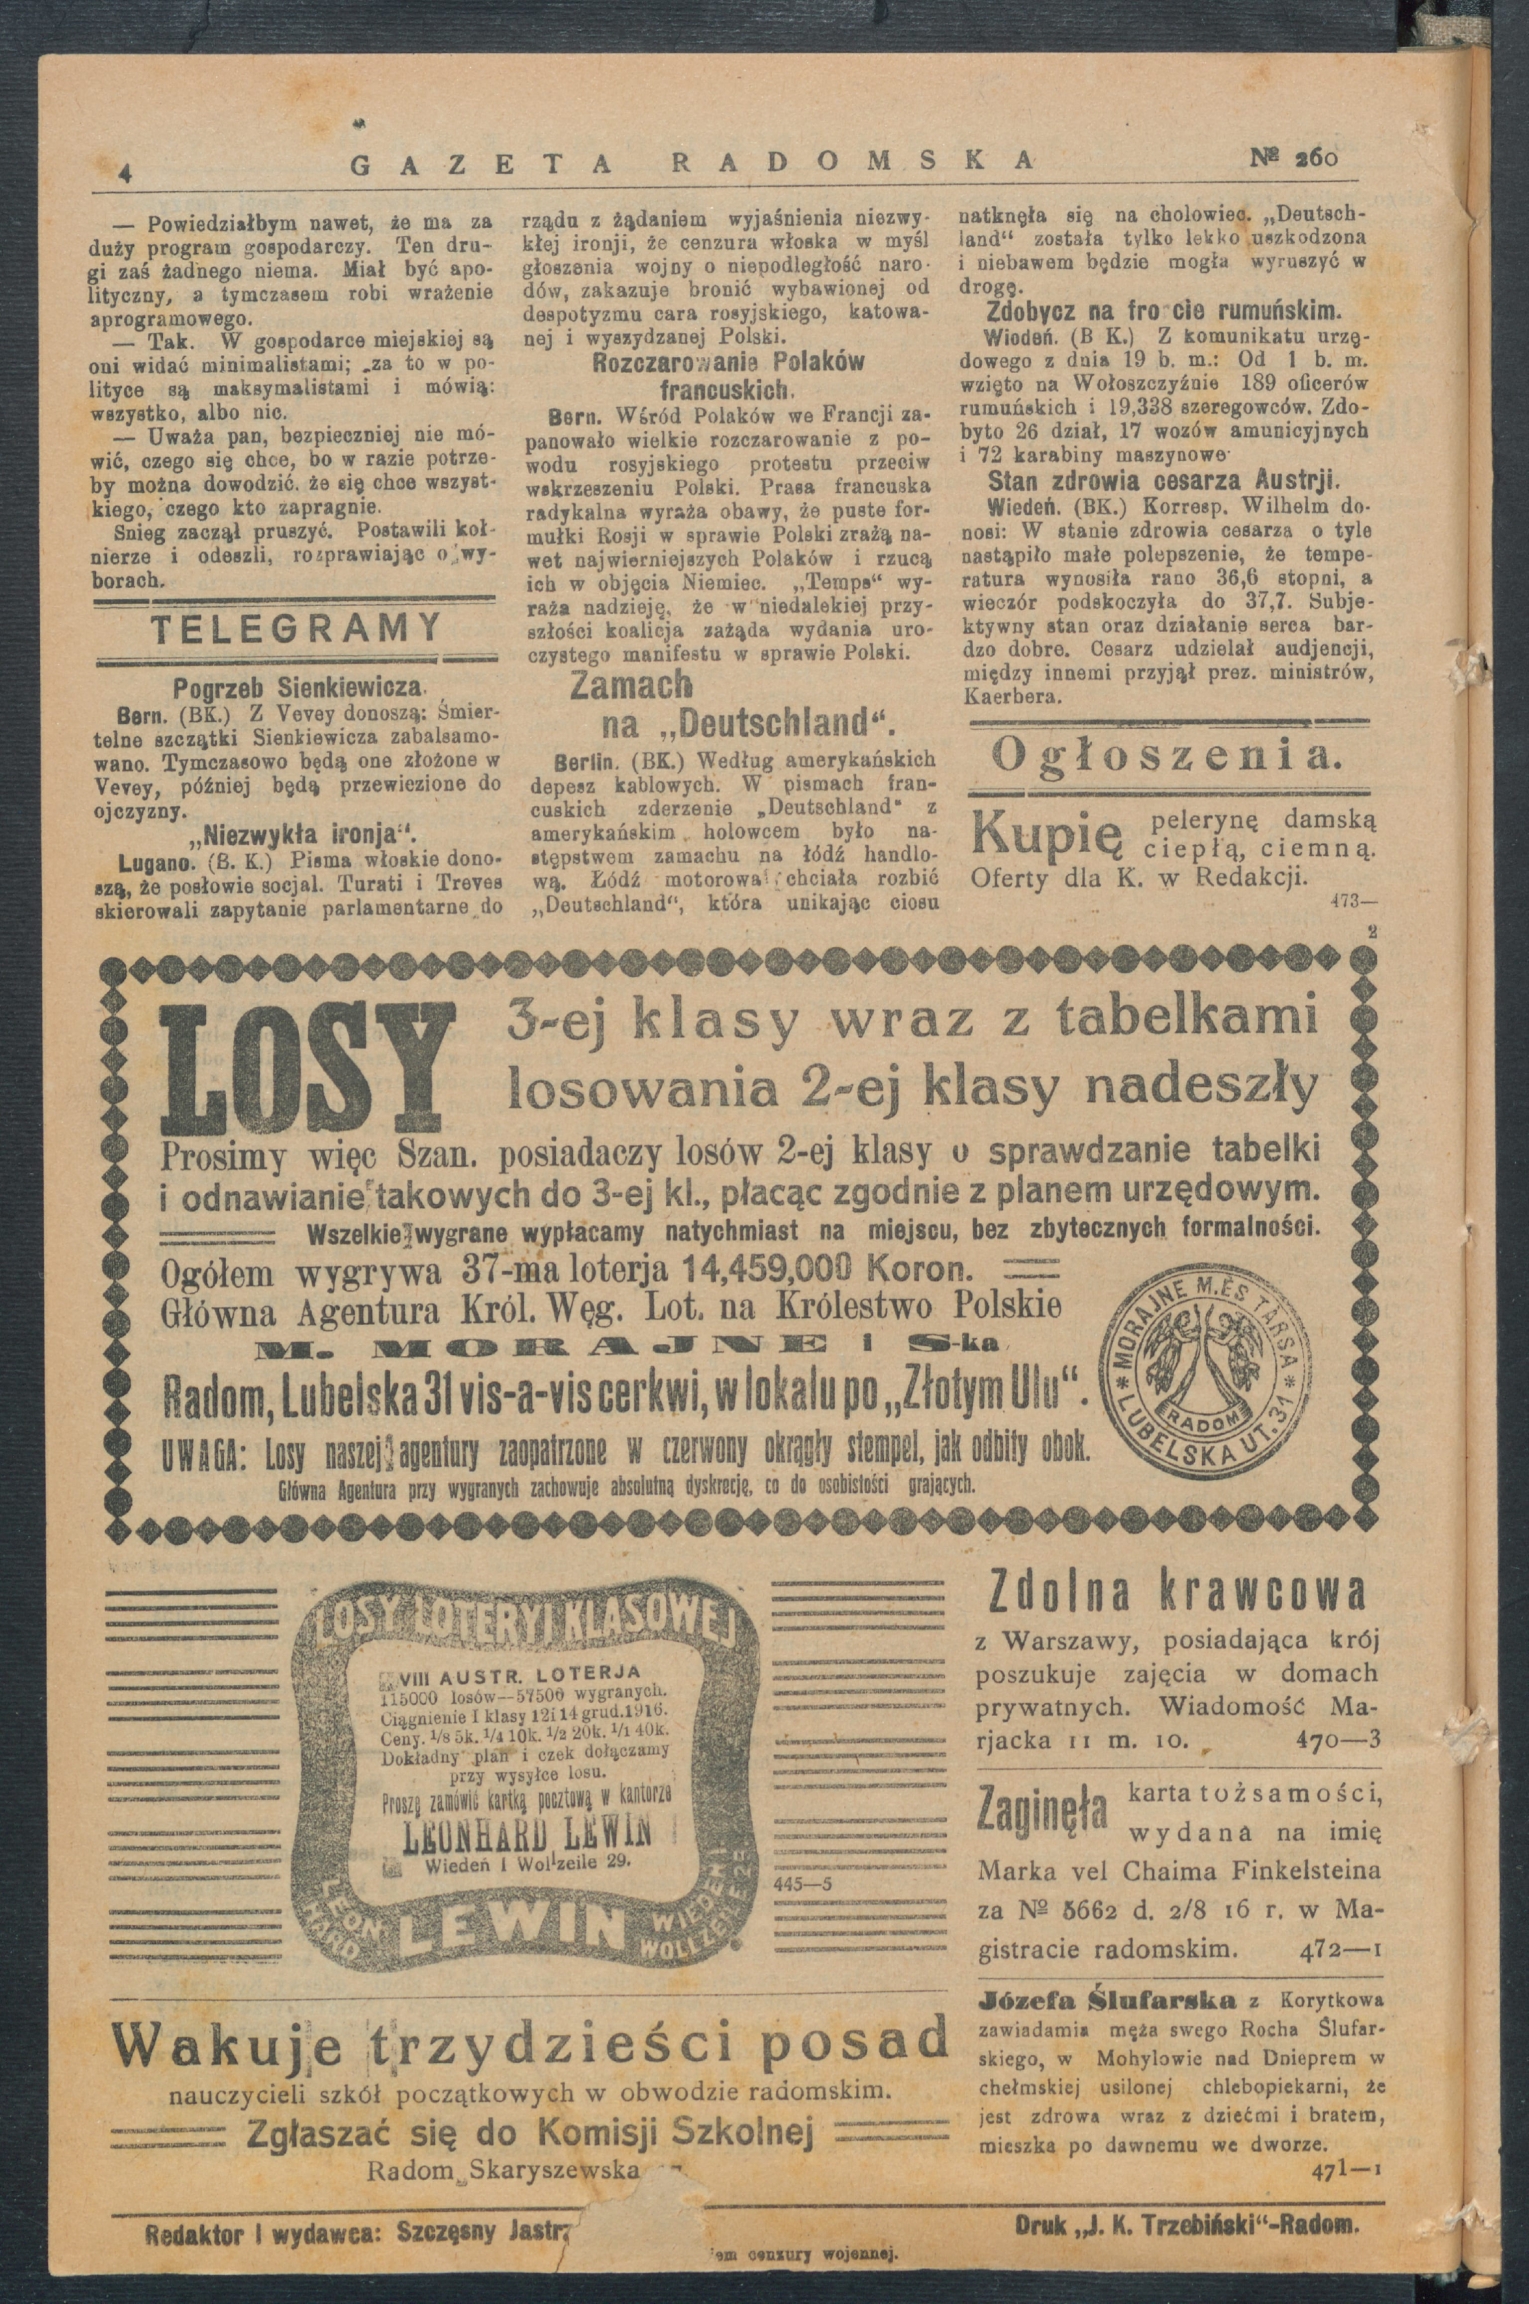 4
GAZETA RADOMSKA
№ 260
— Powiedziałbym nawet, że ma za
duży program gospodarczy. Ten dru-
gi zaś żadnego niema. Miał być apo-
lityczny, a tymczasem robi wrażenie
aprogramowego.
— Tak. W gospodarce miejskiej są
oni widać minimalistami; za to w po-
lityce są maksymalistami i mówią:
wszystko, albo nic.
— Uważa pan, bezpieczniej nie mó-
wić, czego się chce, bo w razie potrze-
by można dowodzić. że się chce wszyst-
kiego, czego kto zapragnie.
Snieg zaczął pruszyć. Postawili koł-
nierze i odeszli, rozprawiając o wy-
borach.
TELEGRAMY
Pogrzeb Sienkiewicza.
Bern. (BK.) Z Vevey donoszą: Śmier-
telne szczątki Sienkiewicza zabalsamo-
wano. Tymczasowo będą one złożone w
Vevey, później będą przewiezione do
ojczyzny.
„Niezwykła ironja“.
Lugano. (B. K.) Pisma włoskie dono-
szą, że posłowie socjal. Turati i Treves
skierowali zapytanie parlamentarne do
rządu z żądaniem wyjaśnienia niezwy-
kłej ironji, że cenzura włoska w myśl
głoszenia wojny o niepodległość naro-
dów, zakazuje bronić wybawionej od
despotyzmu cara rosyjskiego, katowa-
nej i wyszydzanej Polski.
Rozczarowanie Polaków
francuskich.
Bern. Wśród Polaków we Francji za-
panowało wielkie rozczarowanie z po-
wodu rosyjskiego protestu przeciw
wskrzeszeniu Polski. Prasa francuska
radykalna wyraża obawy, że puste for-
mułki Rosji w sprawie Polski zrażą na-
wet najwierniejszych Polaków i rzucą
ich w objęcia Niemiec. „Temps“ wy-
raża nadzieję, że w niedalekiej przy-
szłości koalicja zażąda wydania uro-
czystego manifestu w sprawie Polski.
Zamach
na „Deutschland“.
Berlin. (BK.) Według amerykańskich
depesz kablowych. W pismach fran-
cuskich zderzenie „Deutschland“ z
amerykańskim holowcem było na-
stępstwem zamachu na łódź handlo-
wą. Łódź motorowa chciała rozbić
„Deutschland“, która unikając ciosu
natknęła się na cholowiec. „Deutsch-
land“ została tylko lekko uszkodzona
i niebawem będzie mogła wyruszyć w
drogę.
Zdobycz na fro cie rumuńskim.
Wiedeń. (B K.) Z komunikatu urzę-
dowego z dnia 19 b. m.: Od 1 b. m.
wzięto na Wołoszczyźnie 189 oficerów
rumuńskich i 19,338 szeregowców. Zdo-
byto 26 dział, 17 wozów amunicyjnych
i 72 karabiny maszynowe.
Stan zdrowia cesarza Austrji.
Wiedeń. (BK.) Korresp. Wilhelm do-
nosi: W stanie zdrowia cesarza o tyle
nastąpiło małe polepszenie, że tempe-
ratura wynosiła rano 36,6 stopni, a
wieczór podskoczyła do 37,7. Subje-
ktywny stan oraz działanie serca bar-
dzo dobre. Cesarz udzielał audjencji,
między innemi przyjął prez. ministrów,
Kaerbera.
Ogłoszenia.
Kupię pelerynę damską
ciepłą, ciemną.
Oferty dla K. w Redakcji.
473—
2
LOSY 3-ej klasy wraz z tabelkami
losowania 2-ej klasy nadeszły
Prosimy więc Szan. posiadaczy losów 2-ej klasy o sprawdzanie tabelki
i odnawianie takowych do 3-ej kl., płacąc zgodnie z planem urzędowym.
Wszelkie wygrane wypłacamy natychmiast na miejscu, bez zbytecznych formalności.
Ogółem wygrywa 37-ma loterja 14,459,000 Koron.
Główna Agentura Król. Węg. Lot. na Królestwo Polskie
M. MORAJNE i S-ka
Radom, Lubelska 31 vis-a-vis cerkwi, w lokalu po „Złotym Ulu“.
UWAGA: Losy naszej agentury zaopatrzone w czerwony okrągły stempel, jak odbity obok.
Główna Agentura przy wygranych zachowuje absolutną dyskrecję, co do osobistości grających.
* MORAJNE M. ES TÁRSA *
RADOM
LUBELSKA UT. 31
LOSY LOTERYI KLASOWEJ
VIII AUSTR. LOTERJA
115000 losów—57500 wygranych.
Ciągnienie I klasy 12 i 14 grud. 1916.
Ceny. 1/8 5k. 1/4 10k. 1/2 20k. 1/1 40k.
Dokładny plan i czek dołączamy
przy wysyłce losu.
Proszę zamówić kartką pocztową w kantorze
LEONHARD LEWIN
Wiedeń I Wollzeile 29.
LEON-
HARD
LEWIN
WIEDEŃ I
WOLLZEILE 29.
445—5
Wakuje trzydzieści posad
nauczycieli szkół początkowych w obwodzie radomskim.
Zgłaszać się do Komisji Szkolnej
Radom, Skaryszewska
Zdolna krawcowa
z Warszawy, posiadająca krój
poszukuje zajęcia w domach
prywatnych. Wiadomość Ma-
rjacka 11 m. 10. 470—3
Zaginęła karta tożsamości,
wydana na imię
Marka vel Chaima Finkelsteina
za № 5662 d. 2/8 16 r. w Ma-
gistracie radomskim. 472—1
Józefa Ślufarska z Korytkowa
zawiadamia męża swego Rocha Ślufar-
skiego, w Mohylowie nad Dnieprem w
chełmskiej usilonej chlebopiekarni, że
jest zdrowa wraz z dziećmi i bratem,
mieszka po dawnemu we dworze.
471—1
Redaktor i wydawca: Szczęsny Jastrz
em cenzury wojennej.
Druk „J. K. Trzebiński“-Radom.